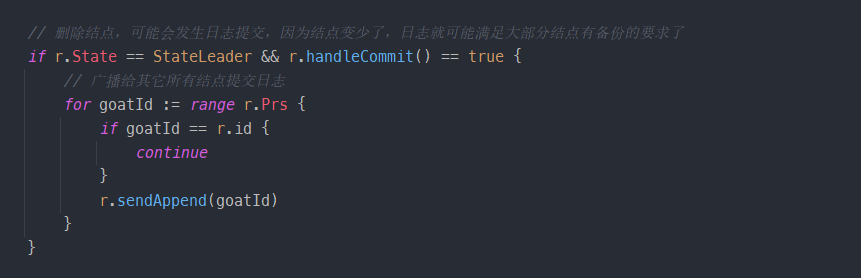 // 删除结点，可能会发生日志提交，因为结点变少了，日志就可能满足大部分结点有备份的要求了
if r.State == StateLeader && r.handleCommit() == true {
// 广播给其它所有结点提交日志
for goatId := range r.Prs {
if goatId == r.id {
continue
}
r.sendAppend(goatId)
}
}